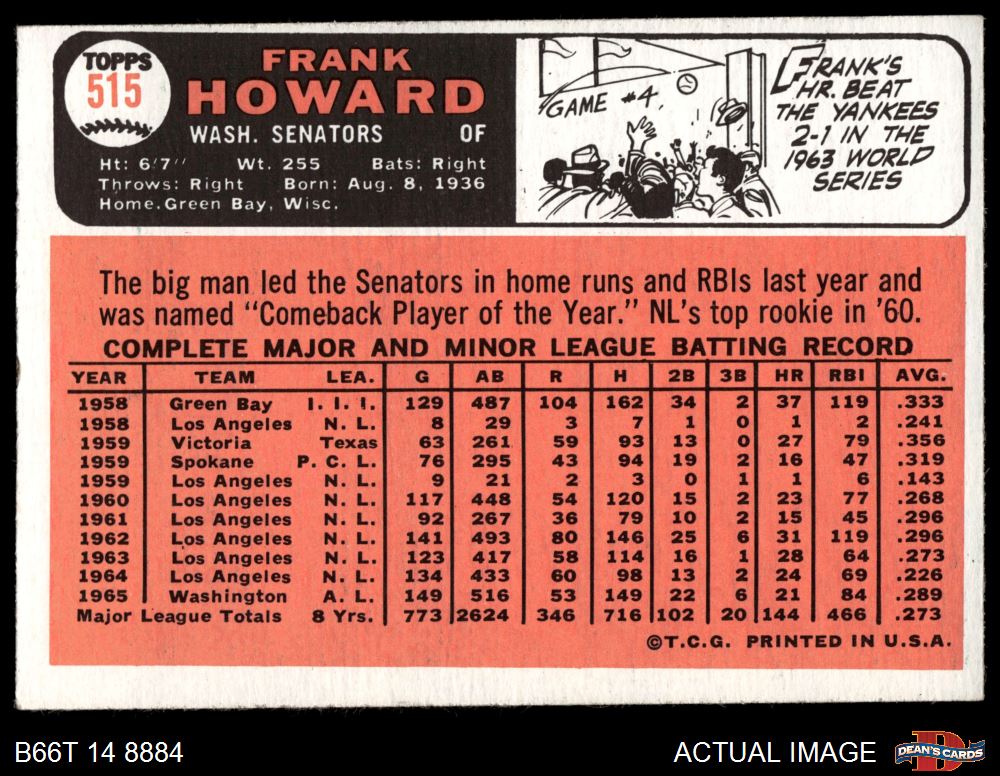 TOPPS
515
FRANK
HOWARD
WASH. SENATORS OF
Ht: 6'7'' Wt. 255 Bats: Right
Throws: Right Born: Aug. 8, 1936
Home.Green Bay, Wisc.
GAME #4
FRANK'S
HR. BEAT
THE YANKEES
2-1 IN THE
1963 WORLD
SERIES
The big man led the Senators in home runs and RBIs last year and
was named "Comeback Player of the Year." NL's top rookie in '60.
COMPLETE MAJOR AND MINOR LEAGUE BATTING RECORD
YEAR TEAM LEA. G AB R H 2B 3B HR RBI AVG.
1958 Green Bay I. I. I. 129 487 104 162 34 2 37 119 .333
1958 Los Angeles N. L. 8 29 3 7 1 0 1 2 .241
1959 Victoria Texas 63 261 59 93 13 0 27 79 .356
1959 Spokane P. C. L. 76 295 43 94 19 2 16 47 .319
1959 Los Angeles N. L. 9 21 2 3 0 1 1 6 .143
1960 Los Angeles N. L. 117 448 54 120 15 2 23 77 .268
1961 Los Angeles N. L. 92 267 36 79 10 2 15 45 .296
1962 Los Angeles N. L. 141 493 80 146 25 6 31 119 .296
1963 Los Angeles N. L. 123 417 58 114 16 1 28 64 .273
1964 Los Angeles N. L. 134 433 60 98 13 2 24 69 .226
1965 Washington A. L. 149 516 53 149 22 6 21 84 .289
Major League Totals 8 Yrs. 773 2624 346 716 102 20 144 466 .273
©T.C.G. PRINTED IN U.S.A.
B66T 14 8884 ACTUAL IMAGE DEAN'S CARDS